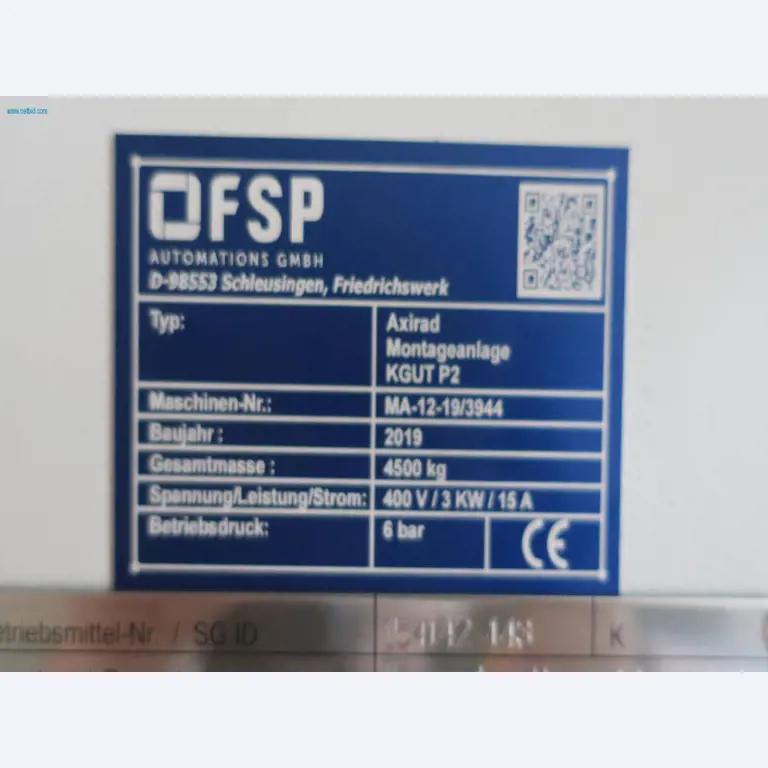 www.netbid.com
FSP
AUTOMATIONS GMBH
D-98553 Schleusingen, Friedrichswerk
Typ: Axirad
Montageanlage
KGUT P2
Maschinen-Nr.: MA-12-19/3944
Baujahr : 2019
Gesamtmasse : 4500 kg
Spannung/Leistung/Strom: 400 V / 3 KW / 15 A
Betriebsdruck: 6 bar CE
etriebsmittel-Nr. / SG ID K